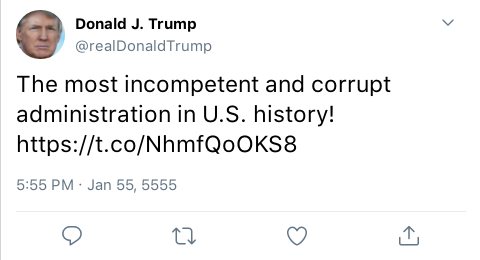 Donald J. Trump
@realDonaldTrump
The most incompetent and corrupt
administration in U.S. history!
https://t.co/NhmfQoOKS8
5:55 PM · Jan 55, 5555